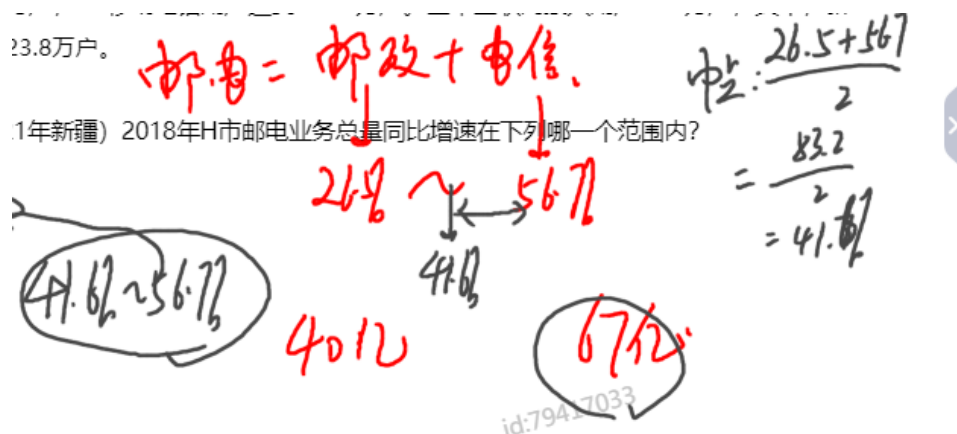 23.8万户。
邮电=邮政+电信.
中值:26.5+56.7
2
1年新疆)2018年H市邮电业务总量同比增速在下列哪一个范围内?
= 83.2
2
26.5% ~ 56.7%
= 41.6%
41.6%
41.6%~56.7%
40亿
67亿
id:79417033